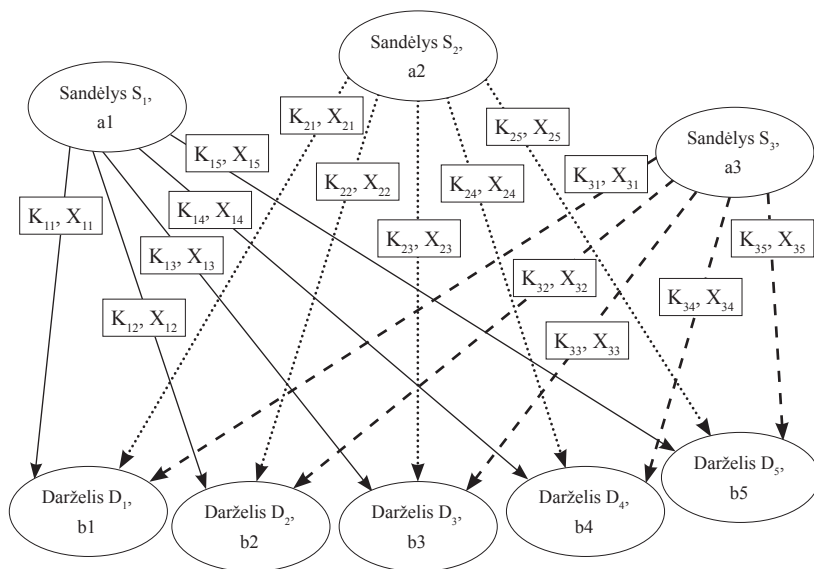 Sandėlys S₂,
a2
Sandėlys S₁,
a1
Sandėlys S₃,
a3
K₂₁, X₂₁
K₂₅, X₂₅
K₁₅, X₁₅
K₂₂, X₂₂
K₂₄, X₂₄
K₃₁, X₃₁
K₁₁, X₁₁
K₁₄, X₁₄
K₂₃, X₂₃
K₃₅, X₃₅
K₁₃, X₁₃
K₃₂, X₃₂
K₃₄, X₃₄
K₁₂, X₁₂
K₃₃, X₃₃
Darželis D₁,
b1
Darželis D₂,
b2
Darželis D₃,
b3
Darželis D₄,
b4
Darželis D₅,
b5